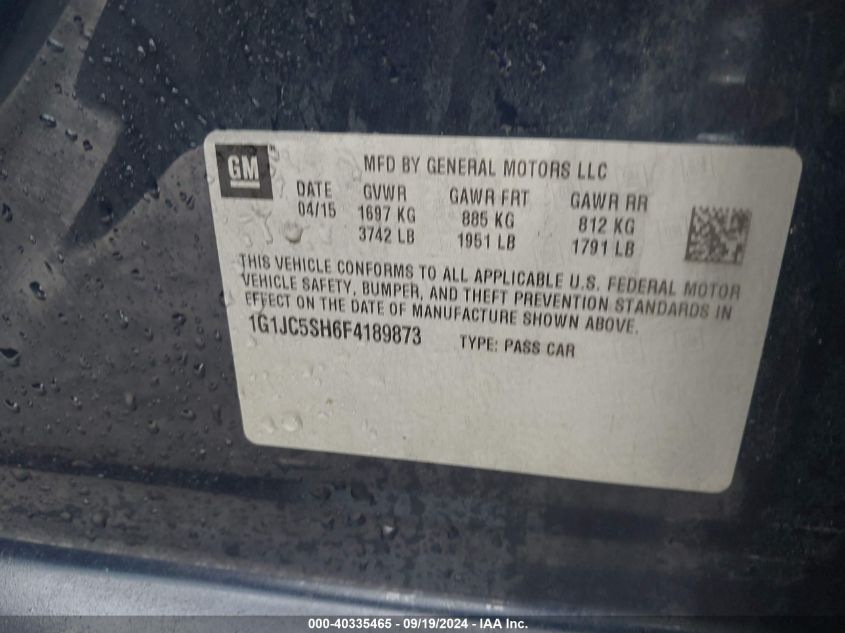 GM ®
MFD BY GENERAL MOTORS LLC
DATE GVWR GAWR FRT GAWR RR
04/15 1697 KG 885 KG 812 KG
3742 LB 1951 LB 1791 LB
THIS VEHICLE CONFORMS TO ALL APPLICABLE U.S. FEDERAL MOTOR
VEHICLE SAFETY, BUMPER, AND THEFT PREVENTION STANDARDS IN
EFFECT ON THE DATE OF MANUFACTURE SHOWN ABOVE.
1G1JC5SH6F4189873 TYPE: PASS CAR
000-40335465 - 09/19/2024 - IAA Inc.